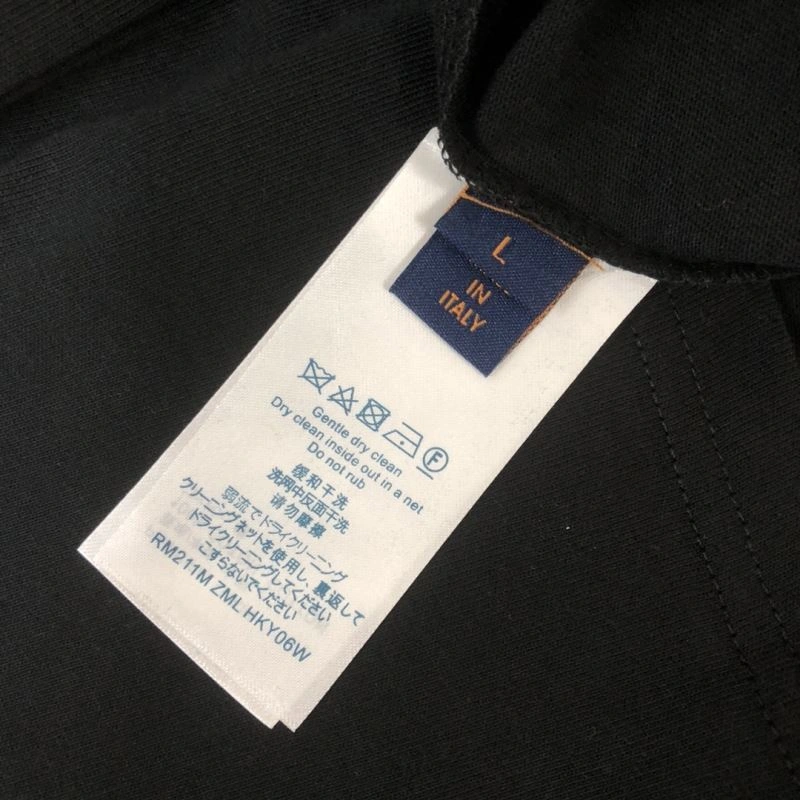 L
IN
ITALY
Gentle dry clean
Dry clean inside out in a net
Do not rub
缓和干洗
洗网中反面干洗
请勿摩擦
弱流でドライクリーニング
クリーニングネットを使用し、裏返して
ドライクリーニングしてください
こすらないでください
RM211M ZML HKY06W